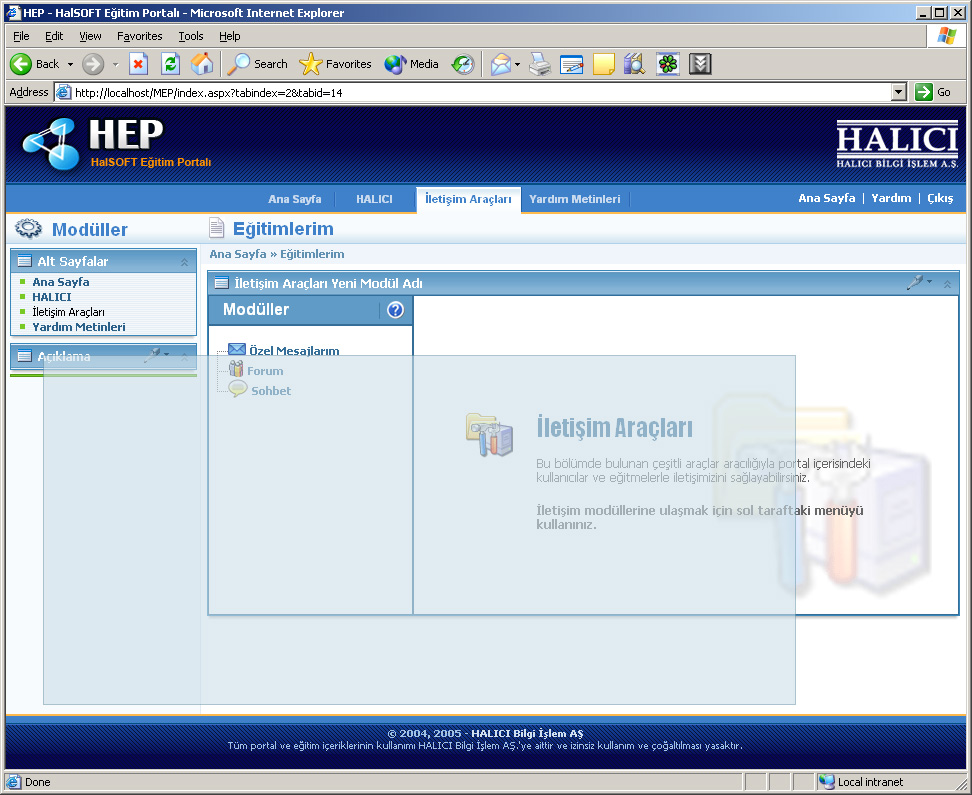 HEP - HalSOFT Eğitim Portalı - Microsoft Internet Explorer
File Edit View Favorites Tools Help
Back Search Favorites Media
Address http://localhost/MEP/index.aspx?tabindex=2&tabid=14 Go
HEP
HalSOFT Eğitim Portalı
HALICI
HALICI BİLGİ İŞLEM A.Ş.
Ana Sayfa HALICI İletişim Araçları Yardım Metinleri Ana Sayfa | Yardım | Çıkış
Modüller
Eğitimlerim
Ana Sayfa » Eğitimlerim
Alt Sayfalar
Ana Sayfa
HALICI
İletişim Araçları
Yardım Metinleri
Açıklama
İletişim Araçları Yeni Modül Adı
Modüller ?
Özel Mesajlarım
Forum
Sohbet
İletişim Araçları
Bu bölümde bulunan çeşitli araçlar aracılığıyla portal içerisindeki
kullanıcılar ve eğitmelerle iletişimizini sağlayabilirsiniz.
İletişim modüllerine ulaşmak için sol taraftaki menüyü
kullanınız.
© 2004, 2005 - HALICI Bilgi İşlem AŞ
Tüm portal ve eğitim içeriklerinin kullanımı HALICI Bilgi İşlem AŞ.'ye aittir ve izinsiz kullanım ve çoğaltılması yasaktır.
Done Local intranet